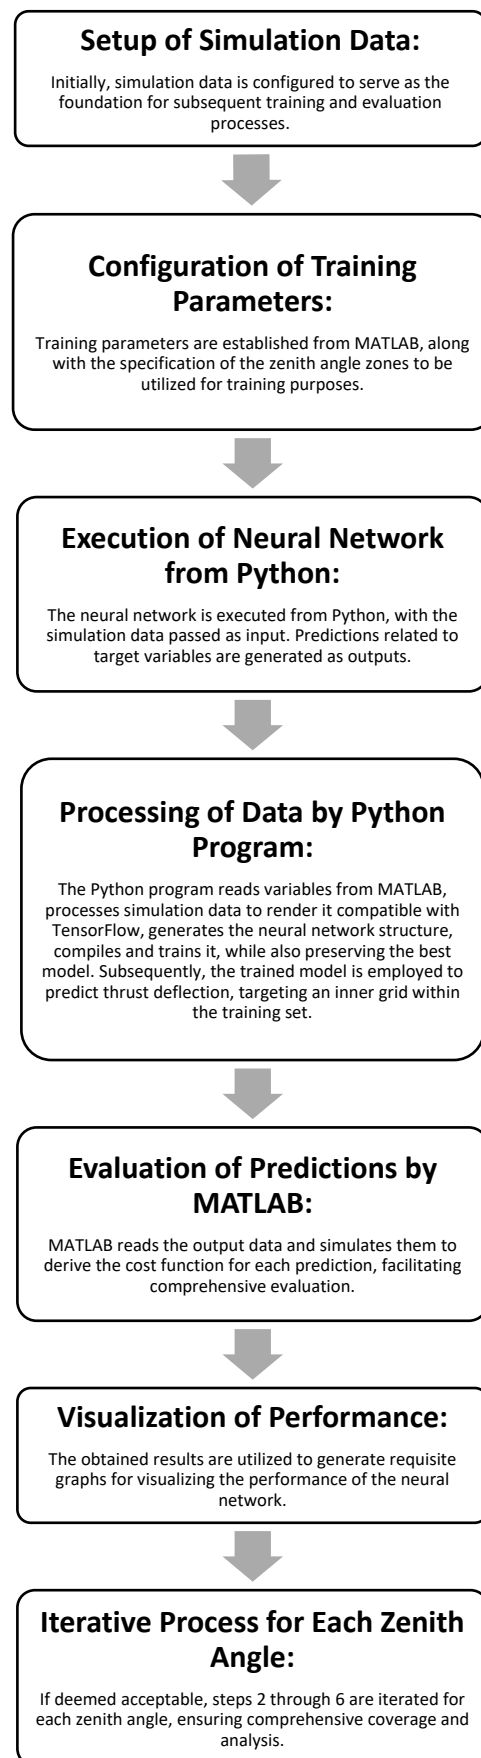 Setup of Simulation Data:
Initially, simulation data is configured to serve as the
foundation for subsequent training and evaluation
processes.
Configuration of Training
Parameters:
Training parameters are established from MATLAB, along
with the specification of the zenith angle zones to be
utilized for training purposes.
Execution of Neural Network
from Python:
The neural network is executed from Python, with the
simulation data passed as input. Predictions related to
target variables are generated as outputs.
Processing of Data by Python
Program:
The Python program reads variables from MATLAB,
processes simulation data to render it compatible with
TensorFlow, generates the neural network structure,
compiles and trains it, while also preserving the best
model. Subsequently, the trained model is employed to
predict thrust deflection, targeting an inner grid within
the training set.
Evaluation of Predictions by
MATLAB:
MATLAB reads the output data and simulates them to
derive the cost function for each prediction, facilitating
comprehensive evaluation.
Visualization of Performance:
The obtained results are utilized to generate requisite
graphs for visualizing the performance of the neural
network.
Iterative Process for Each Zenith
Angle:
If deemed acceptable, steps 2 through 6 are iterated for
each zenith angle, ensuring comprehensive coverage and
analysis.